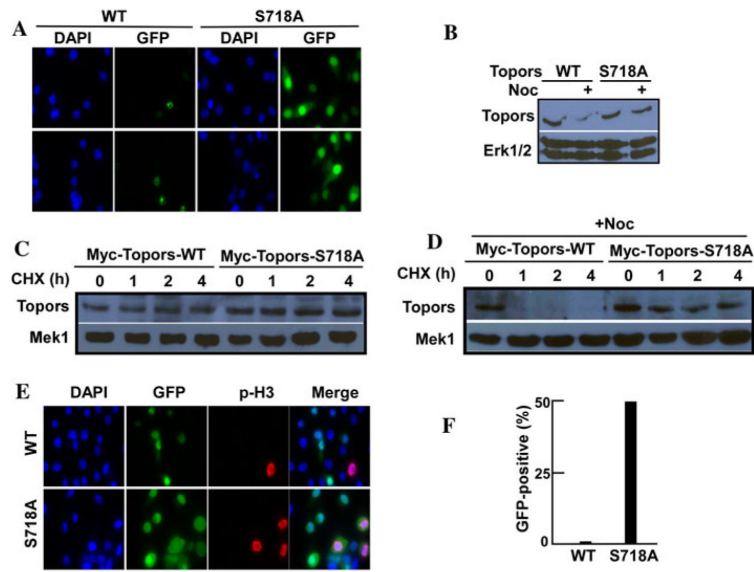 A
WT S718A
DAPI GFP DAPI GFP
B
Topors WT S718A
Noc + +
Topors
Erk1/2
C
Myc-Topors-WT Myc-Topors-S718A
CHX (h) 0 1 2 4 0 1 2 4
Topors
Mek1
D
+Noc
Myc-Topors-WT Myc-Topors-S718A
CHX (h) 0 1 2 4 0 1 2 4
Topors
Mek1
E
DAPI GFP p-H3 Merge
WT
S718A
F
GFP-positive (%)
50
25
0
WT S718A